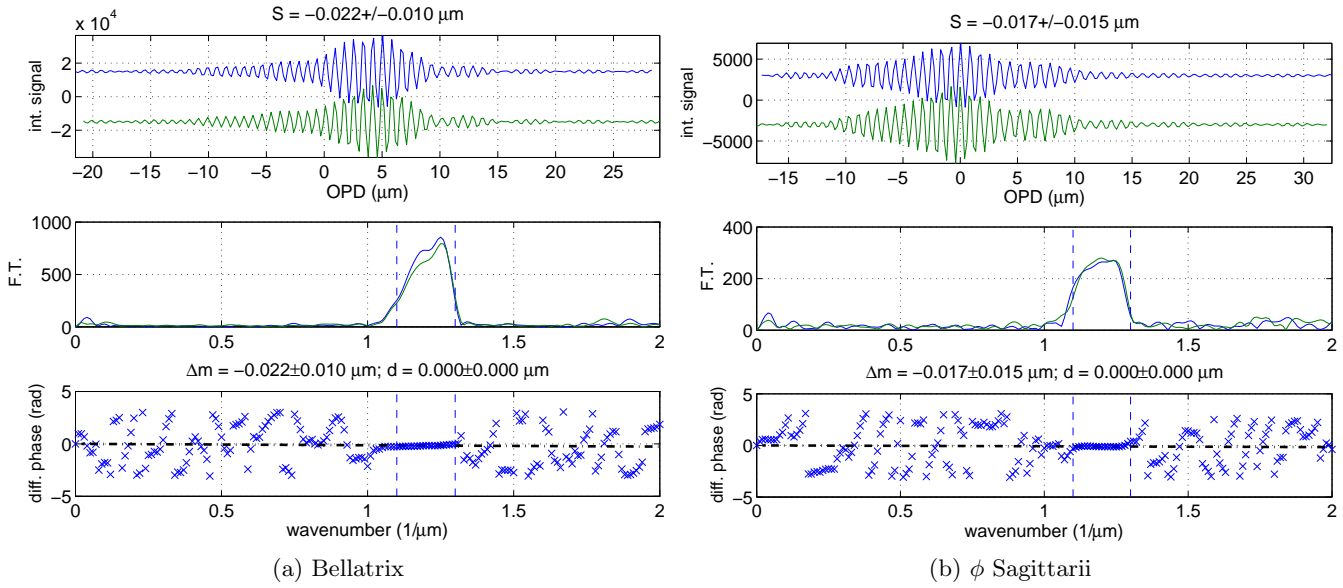 S = −0.022+/−0.010 μm
x 10^4
int. signal
2
0
−2
−20 −15 −10 −5 0 5 10 15 20 25
OPD (μm)
F.T.
1000
500
0
0 0.5 1 1.5 2
Δm = −0.022±0.010 μm; d = 0.000±0.000 μm
diff. phase (rad)
5
0
−5
0 0.5 1 1.5 2
wavenumber (1/μm)
(a) Bellatrix
S = −0.017+/−0.015 μm
int. signal
5000
0
−5000
−15 −10 −5 0 5 10 15 20 25 30
OPD (μm)
F.T.
400
200
0
0 0.5 1 1.5 2
Δm = −0.017±0.015 μm; d = 0.000±0.000 μm
diff. phase (rad)
5
0
−5
0 0.5 1 1.5 2
wavenumber (1/μm)
(b) ϕ Sagittarii